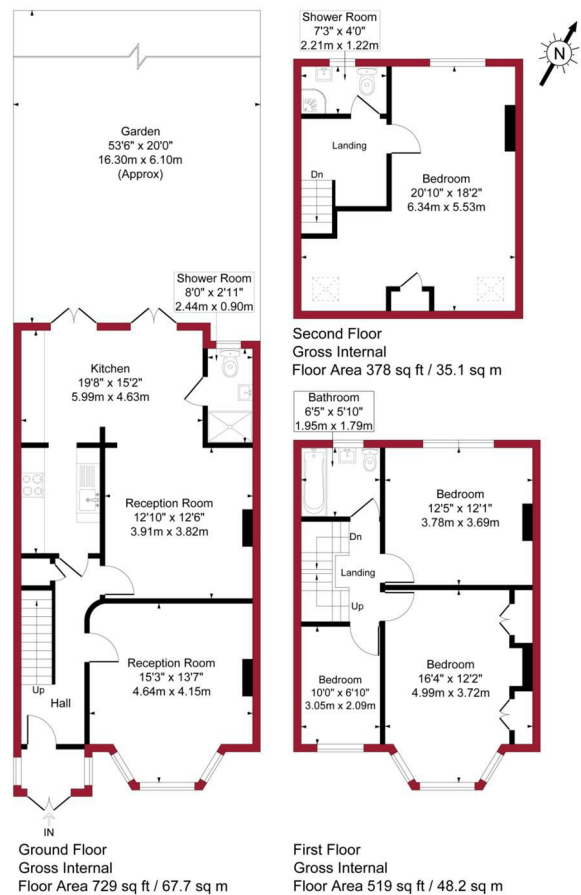 Shower Room
7'3" x 4'0"
2.21m x 1.22m
N
Garden
53'6" x 20'0"
16.30m x 6.10m
(Approx)
Landing
Dn
Bedroom
20'10" x 18'2"
6.34m x 5.53m
Shower Room
8'0" x 2'11"
2.44m x 0.90m
Second Floor
Gross Internal
Floor Area 378 sq ft / 35.1 sq m
Kitchen
19'8" x 15'2"
5.99m x 4.63m
Bathroom
6'5" x 5'10"
1.95m x 1.79m
Reception Room
12'10" x 12'6"
3.91m x 3.82m
Bedroom
12'5" x 12'1"
3.78m x 3.69m
Dn
Landing
Up
Reception Room
15'3" x 13'7"
4.64m x 4.15m
Bedroom
10'0" x 6'10"
3.05m x 2.09m
Bedroom
16'4" x 12'2"
4.99m x 3.72m
Up
Hall
IN
Ground Floor
Gross Internal
Floor Area 729 sq ft / 67.7 sq m
First Floor
Gross Internal
Floor Area 519 sq ft / 48.2 sq m